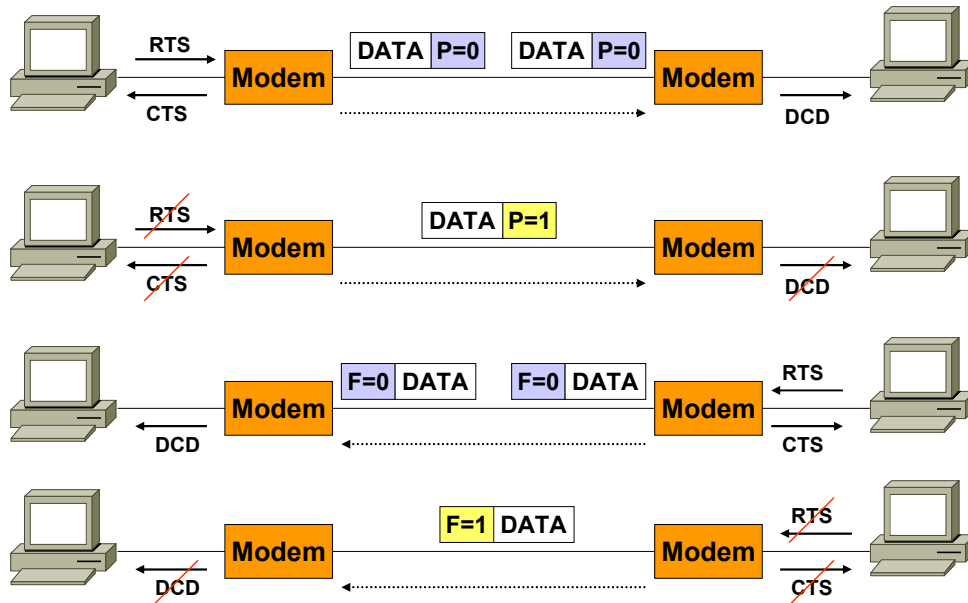 RTS
DATA P=0 DATA P=0
Modem Modem
CTS
DCD
RTS
DATA P=1
Modem Modem
CTS
DCD
F=0 DATA F=0 DATA
RTS
Modem Modem
DCD
CTS
F=1 DATA
RTS
Modem Modem
DCD
CTS